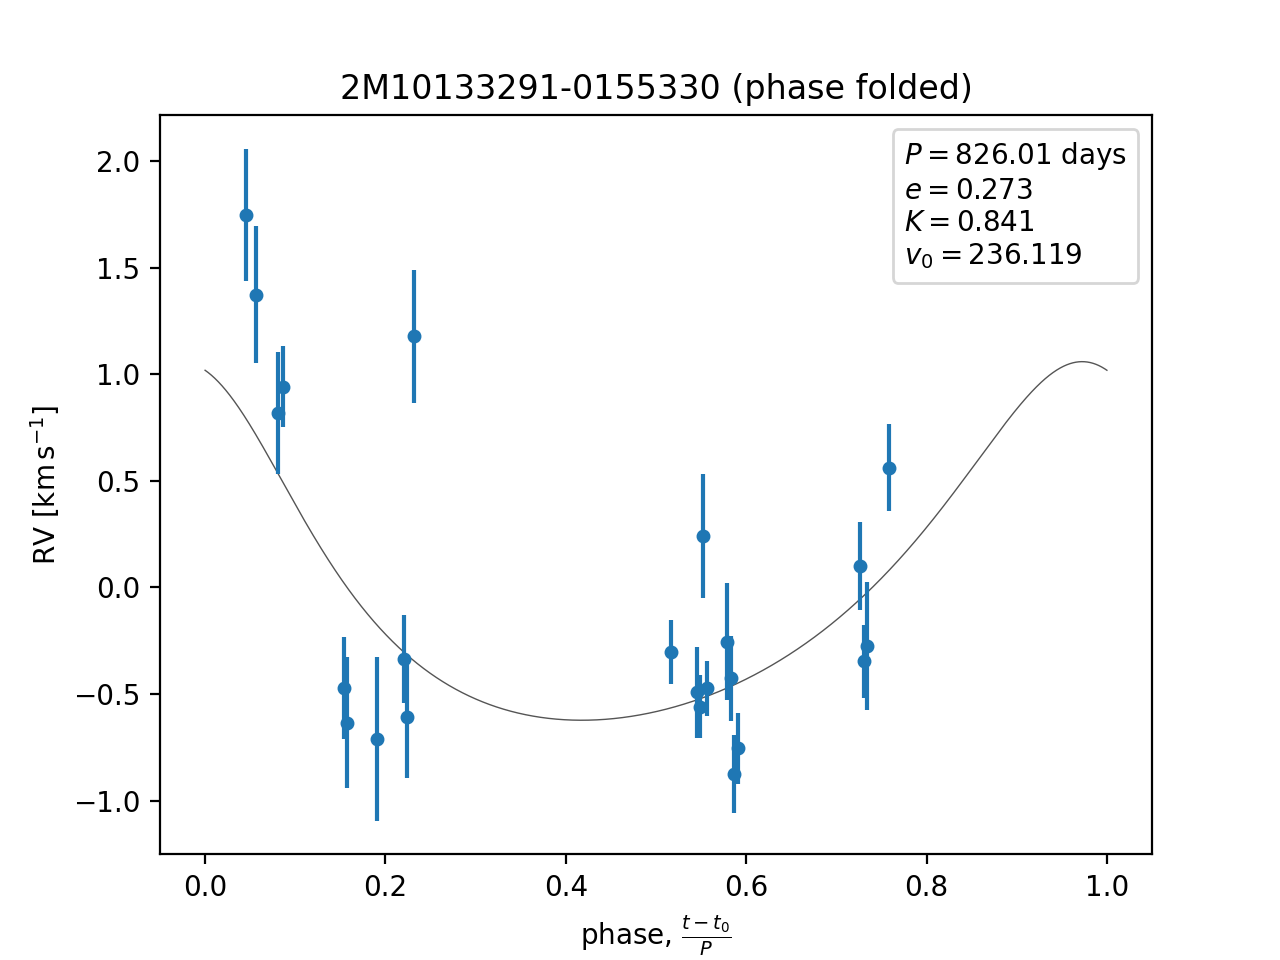 2M10133291-0155330 (phase folded)
P = 826.01 days
e = 0.273
K = 0.841
v₀ = 236.119
2.0
1.5
1.0
0.5
0.0
−0.5
−1.0
RV [km s⁻¹]
0.0 0.2 0.4 0.6 0.8 1.0
phase, (t − t₀)/P